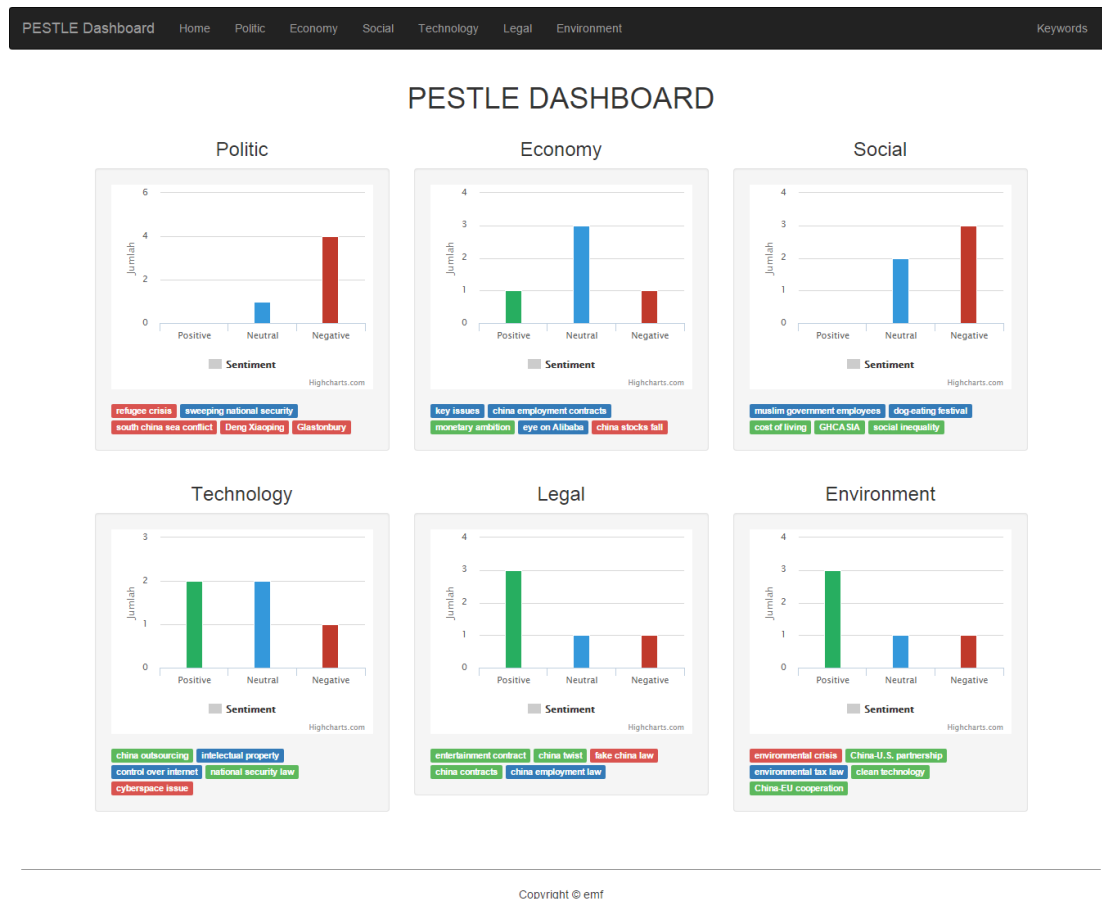 PESTLE Dashboard Home Politic Economy Social Technology Legal Environment Keywords
PESTLE DASHBOARD
Politic
6
4
2
0
Jumlah
Positive Neutral Negative
Sentiment
Highcharts.com
refugee crisis sweeping national security
south china sea conflict Deng Xiaoping Glastonbury
Economy
4
3
2
1
0
Jumlah
Positive Neutral Negative
Sentiment
Highcharts.com
key issues china employment contracts
monetary ambition eye on Alibaba china stocks fall
Social
4
3
2
1
0
Jumlah
Positive Neutral Negative
Sentiment
Highcharts.com
muslim government employees dog-eating festival
cost of living GHCASIA social inequality
Technology
3
2
1
0
Jumlah
Positive Neutral Negative
Sentiment
Highcharts.com
china outsourcing intelectual property
control over internet national security law
cyberspace issue
Legal
4
3
2
1
0
Jumlah
Positive Neutral Negative
Sentiment
Highcharts.com
entertainment contract china twist fake china law
china contracts china employment law
Environment
4
3
2
1
0
Jumlah
Positive Neutral Negative
Sentiment
Highcharts.com
environmental crisis China-U.S. partnership
environmental tax law clean technology
China-EU cooperation
Copyright © emf